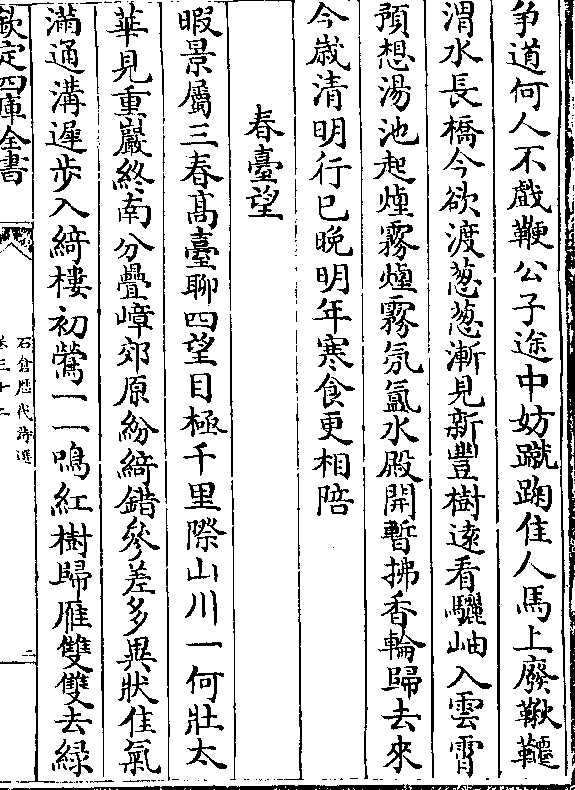 争道何人不戲鞭公子途中妨蹴踘佳人馬上廢鞦韆
渭水長橋今欲渡葱葱漸見新豐樹遠看驪岫入雲霄
預想湯池起煙霧煙霧氛氲水殿開暫拂香輪歸去來
今嵗清明行已晚明年寒食更相陪
春臺望
暇景屬三春髙臺聊四望目極千里際山川一何壯太
華見重巖終南分疊嶂郊原紛綺錯參差多異狀佳氣
滿通溝遲步入綺樓初鶯一一鳴紅樹歸雁雙雙去緑
欽定四庫全書
石倉歴代詩選
卷三十二
二